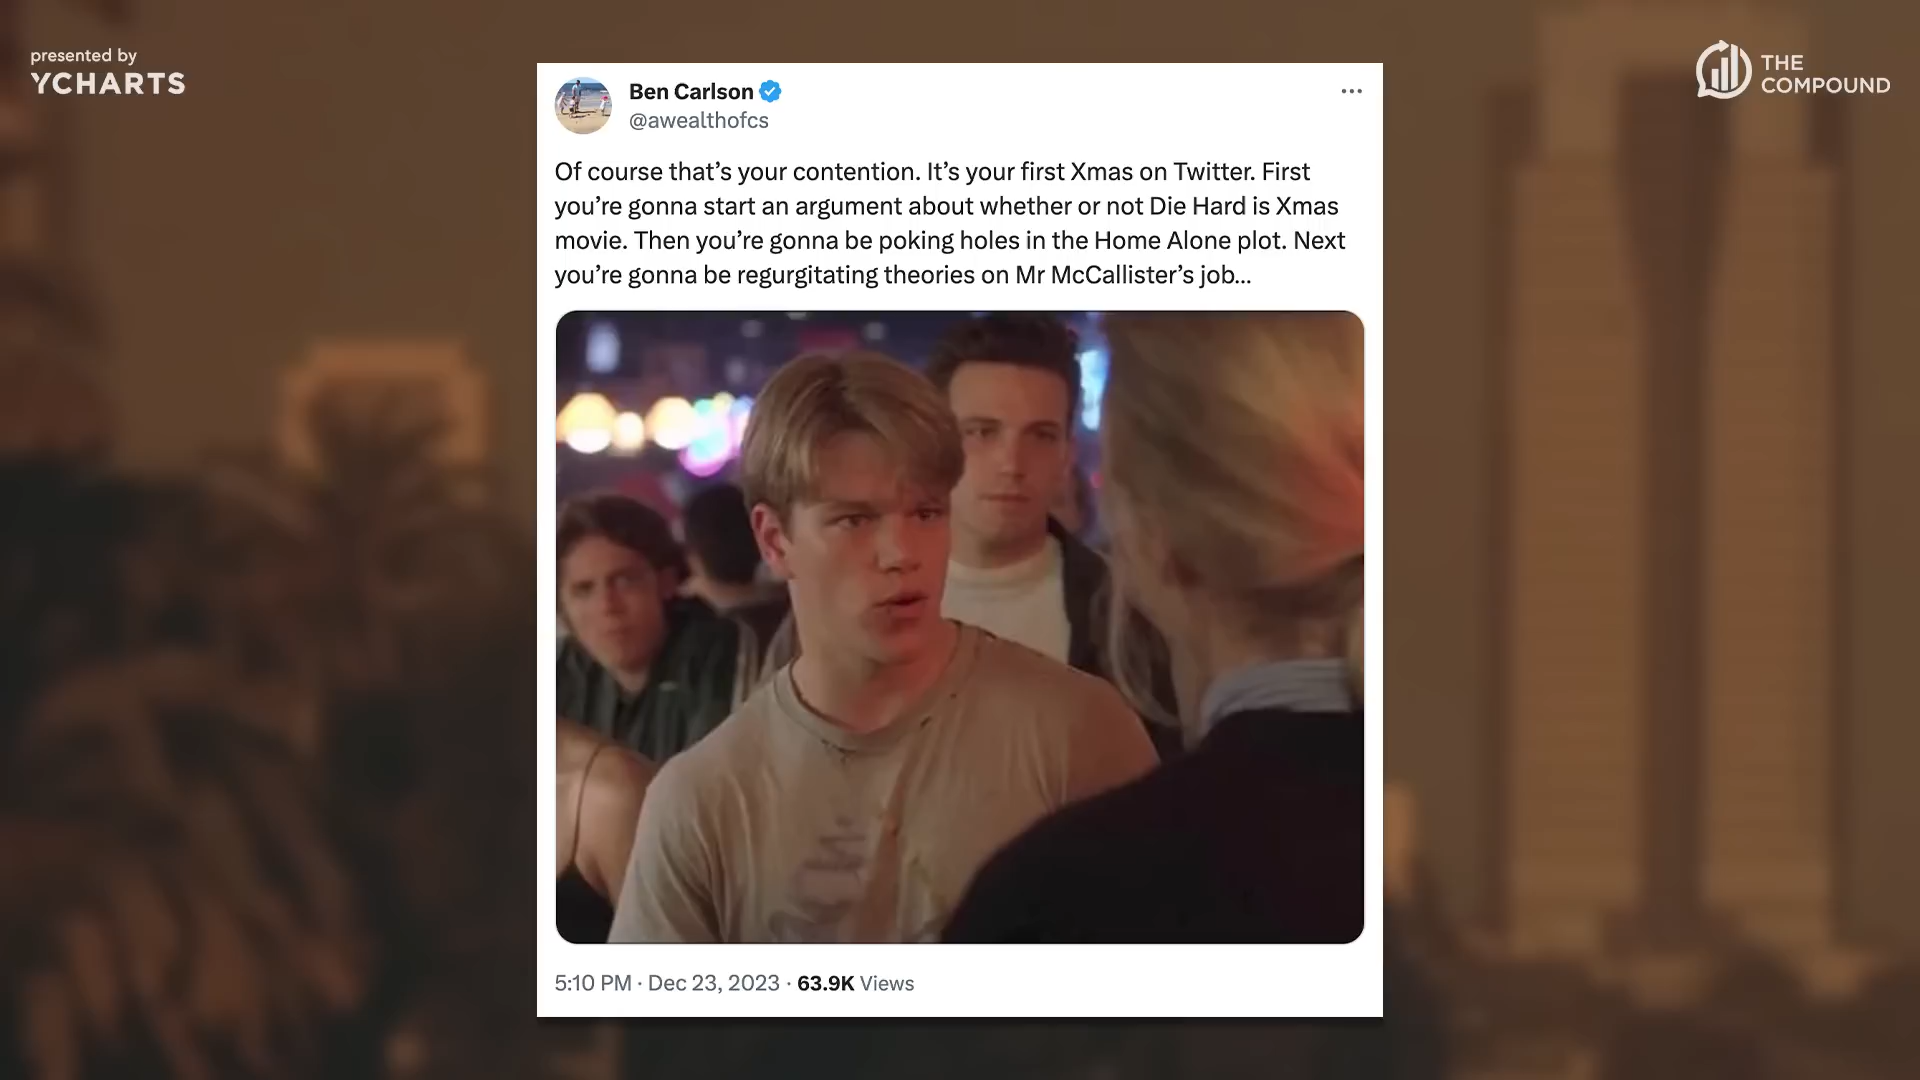 presented by
YCHARTS
THE
COMPOUND
Ben Carlson
@awealthofcs
Of course that’s your contention. It’s your first Xmas on Twitter. First
you’re gonna start an argument about whether or not Die Hard is Xmas
movie. Then you’re gonna be poking holes in the Home Alone plot. Next
you’re gonna be regurgitating theories on Mr McCallister’s job...
5:10 PM · Dec 23, 2023 · 63.9K Views